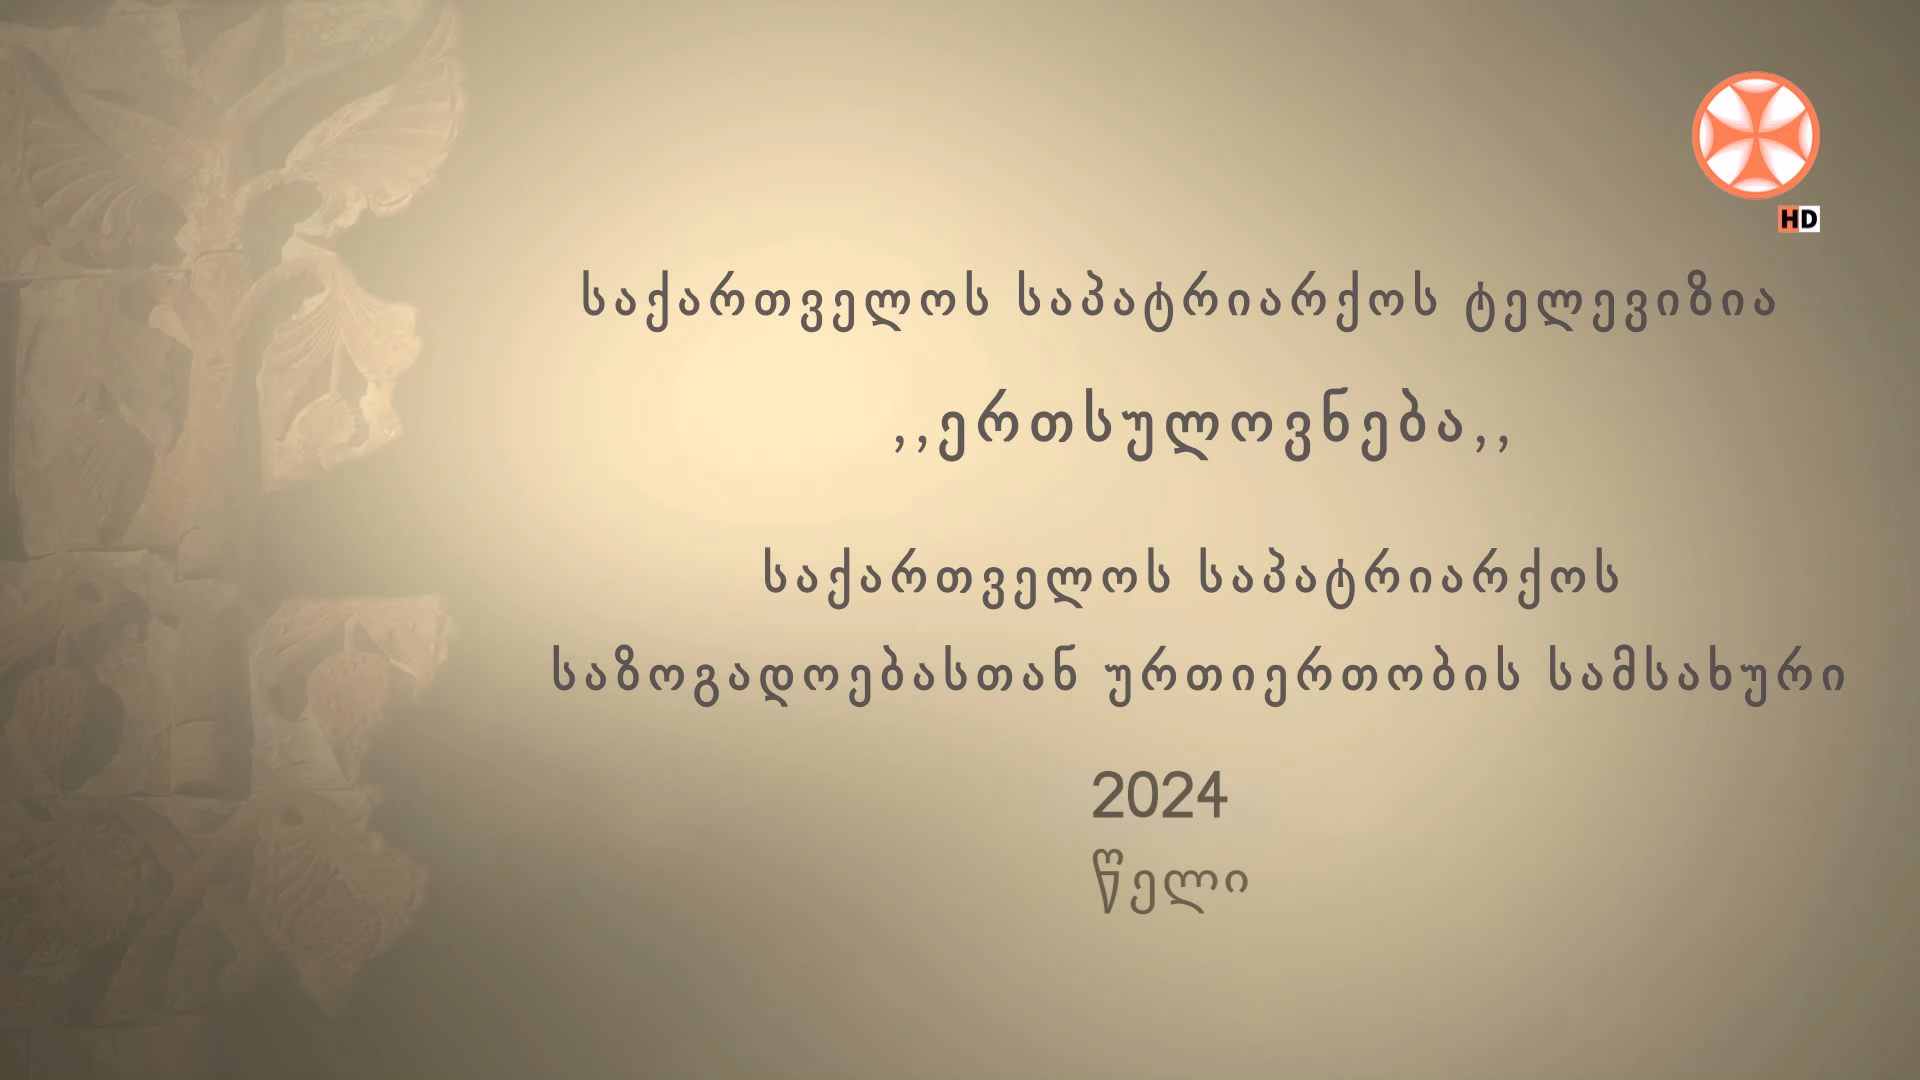 HD
საქართველოს საპატრიარქოს ტელევიზია
,,ერთსულოვნება,,
საქართველოს საპატრიარქოს
საზოგადოებასთან ურთიერთობის სამსახური
2024
წელი